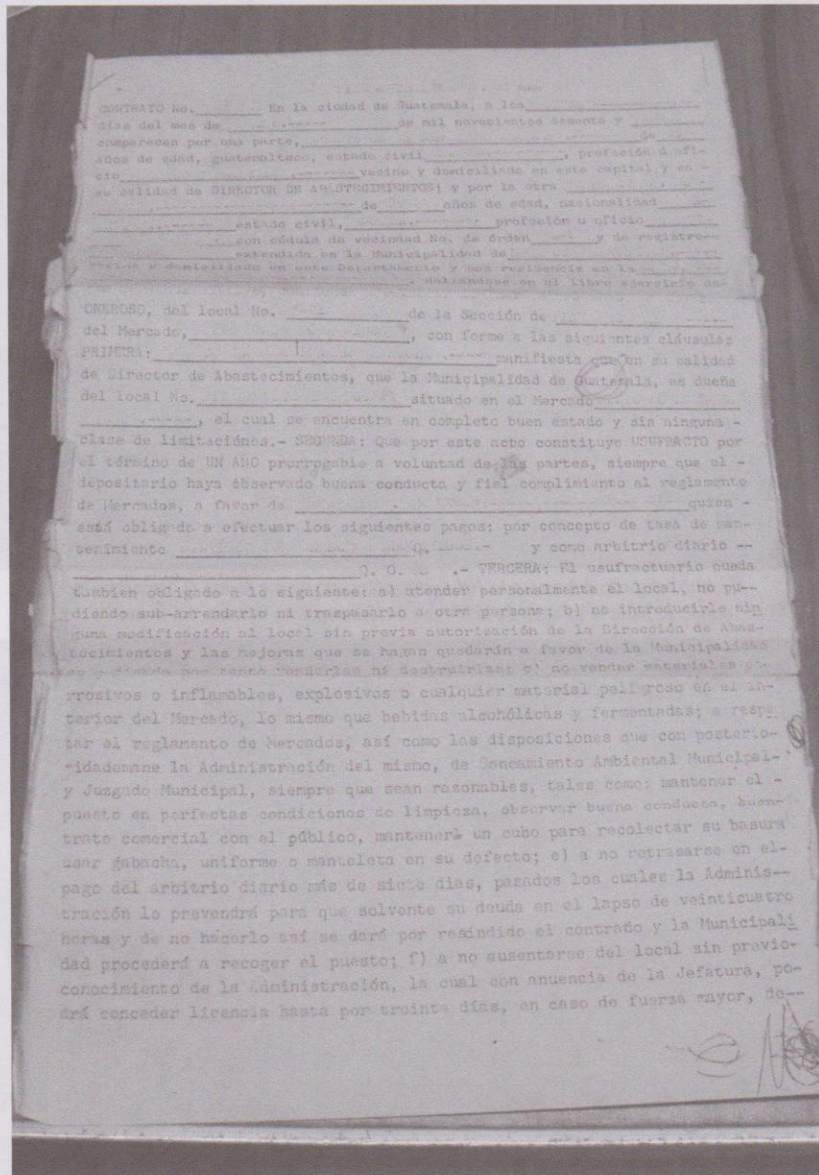 CONTRATO No. En la ciudad de Guatemala, a los
días del mes de de mil novecientos sesenta y
comparecen por una parte, de
años de edad, guatemalteco, estado civil , profesión ú ofi-
cio vecino y domiciliado en esta capital y en -
su calidad de DIRECTOR DE ABASTECIMIENTOS; y por la otra
de años de edad, nacionalidad
estado civil, profesión u oficio
con cédula de vecindad No. de órden y de registro--
extendida en la Municipalidad de
vecino y domiciliado en este Departamento y con residencia en la
hallándose en el libre ejercicio de-
ONEROSO, del local No. de la Sección de
del Mercado, , con forme a las siguientes cláusulas
PRIMERA: manifiesta que en su calidad
de Director de Abastecimientos, que la Municipalidad de Guatemala, es dueña
del local No. situado en el Mercado
, el cual se encuentra en completo buen estado y sin ninguna -
clase de limitaciónes.- SEGUNDA: Que por este acto constituye USUFRACTO por
el término de UN AÑO prorrogable a voluntad de las partes, siempre que el -
depositario haya observado buena conducta y fiel complimiento al reglamento
de Mercados, a favor de quien -
está obligado a efectuar los siguientes pagos: por concepto de tasa de man-
tenimiento Q. y como arbitrio diario --
Q. 0. .- TERCERA: El usufractuario queda
tambien obligado a lo siguiente: a) atender personalmente el local, no pu--
diendo sub-arrendarlo ni traspasarlo a otra persona; b) no introducirle nin
guna modificación al local sin previa autorización de la Dirección de Abas-
tecimientos y las mejoras que se hagan quedarán a favor de la Municipalidad
no pudiendo por tanto venderlas ni destruirlas; c) no vender materiales co-
rrosivos o inflamables, explosivos o cualquier material peligroso en el in-
terior del Mercado, lo mismo que bebidas alcohólicas y fermentadas; a respe
tar el reglamento de Mercados, así como las disposiciones que con posterio-
ridademane la Administración del mismo, de Saneamiento Ambiental Municipal-
y Juzgado Municipal, siempre que sean razonables, tales como: mantener el -
puesto en perfectas condiciones de limpieza, observar buena conducta, buen-
trato comercial con el público, mantener un cubo para recolectar su basura
usar gabacha, uniforme o manteleta en su defecto; e) a no retrasarse en el-
pago del arbitrio diario más de siete días, pasados los cuales la Adminis--
tración lo prevendrá para que solvente su deuda en el lapso de veinticuatro
horas y de no hacerlo así se dará por resindido el contrato y la Municipali
dad procederá a recoger el puesto; f) a no ausentarse del local sin previo-
conocimiento de la Administración, la cual con anuencia de la Jefatura, po-
drá conceder licencia hasta por treinta días, en caso de fuerza mayor, de--